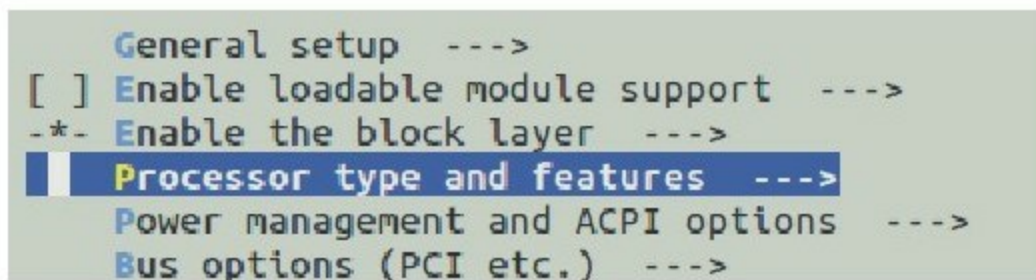 General setup --->
[ ] Enable loadable module support --->
-*- Enable the block layer --->
Processor type and features --->
Power management and ACPI options --->
Bus options (PCI etc.) --->